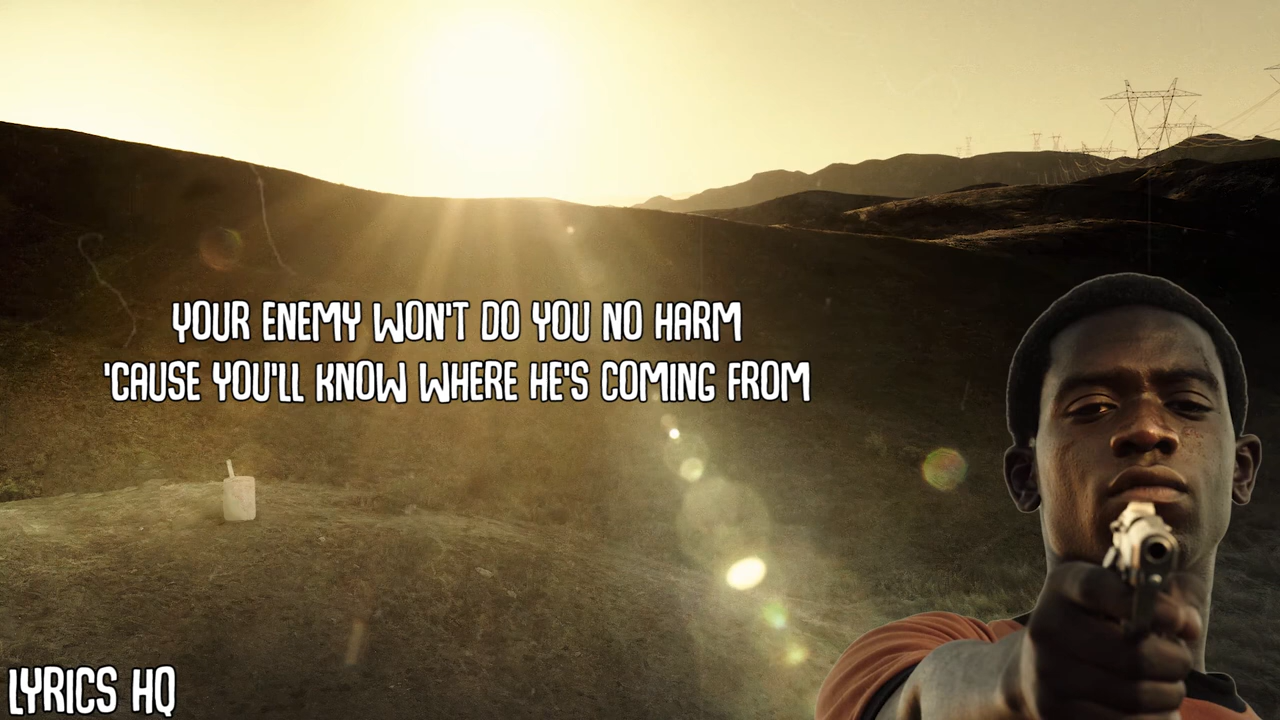 YOUR ENEMY WON'T DO YOU NO HARM
'CAUSE YOU'LL KNOW WHERE HE'S COMING FROM
LYRICS HQ